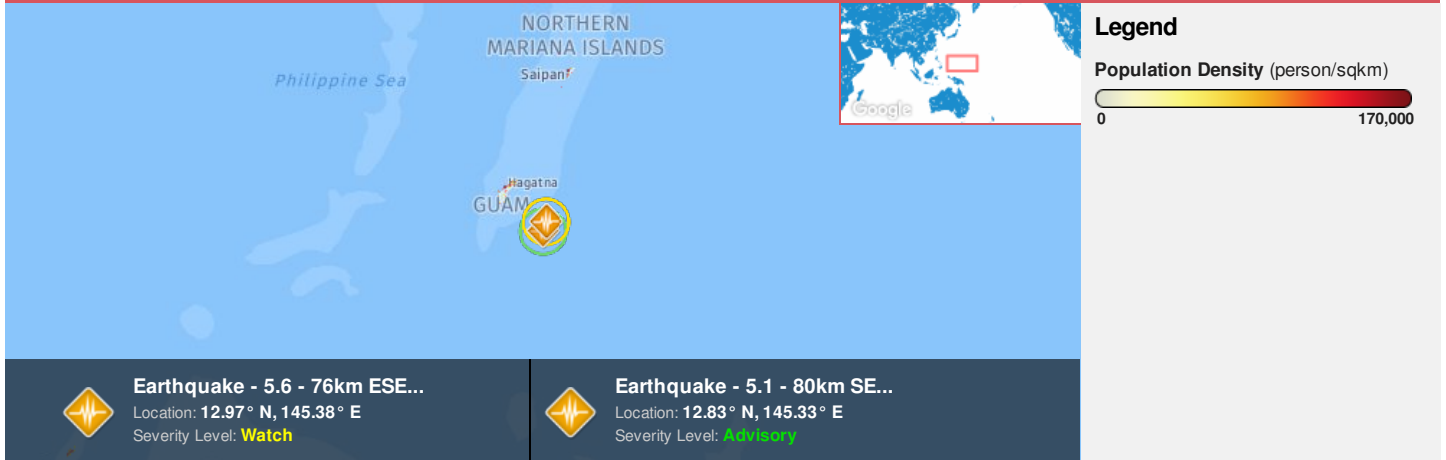 NORTHERN
MARIANA ISLANDS
Saipan
Philippine Sea
Hagatna
GUAM
Google
Legend
Population Density (person/sqkm)
0 170,000
Earthquake - 5.6 - 76km ESE...
Location: 12.97° N, 145.38° E
Severity Level: Watch
Earthquake - 5.1 - 80km SE...
Location: 12.83° N, 145.33° E
Severity Level: Advisory